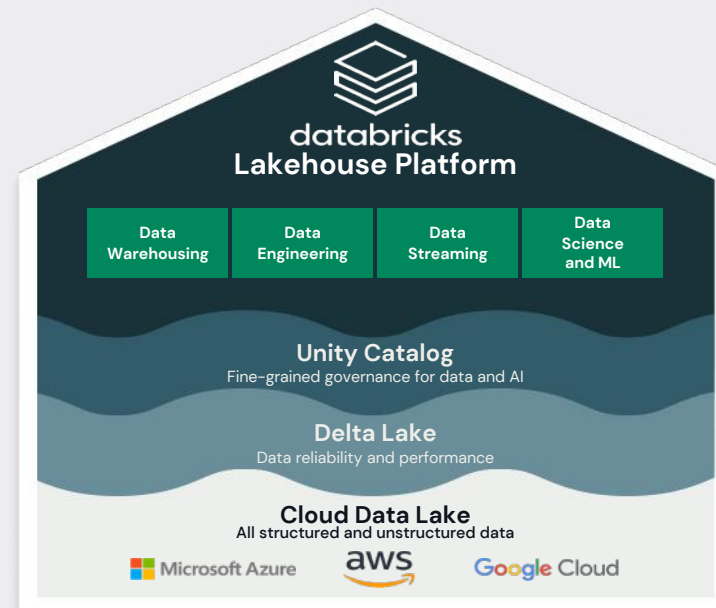 databricks
Lakehouse Platform
Data
Warehousing
Data
Engineering
Data
Streaming
Data
Science
and ML
Unity Catalog
Fine-grained governance for data and AI
Delta Lake
Data reliability and performance
Cloud Data Lake
All structured and unstructured data
Microsoft Azure
aws
Google Cloud